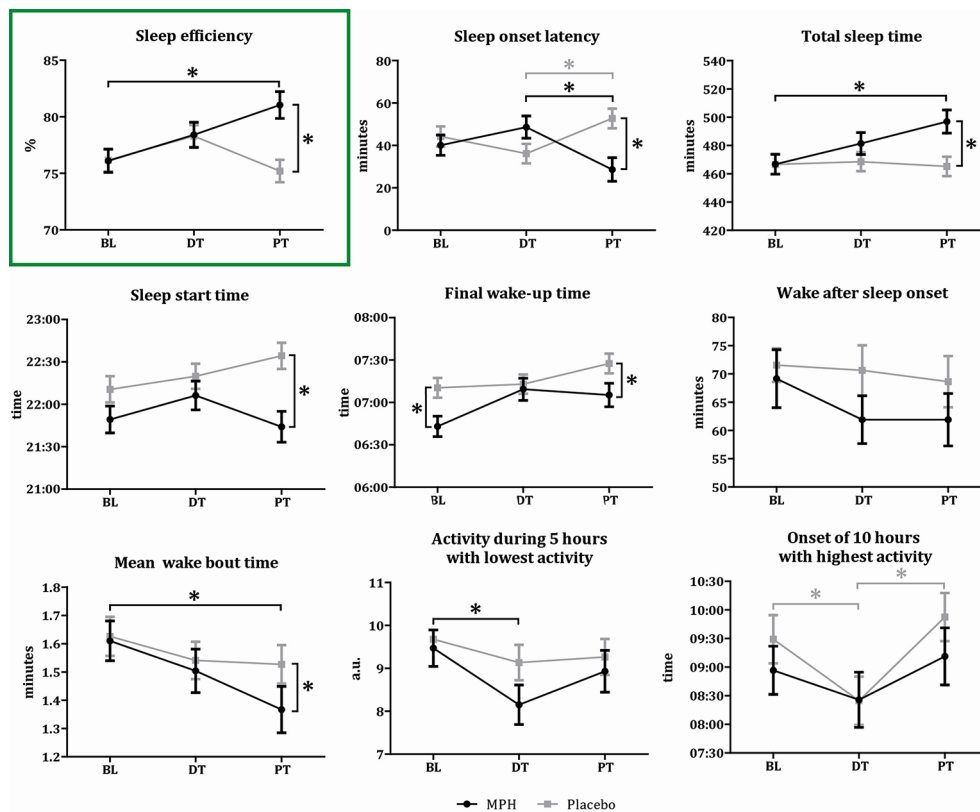 Sleep efficiency
85
80
75
70
%
*
*
BL DT PT
Sleep onset latency
80
60
40
20
0
minutes
*
*
*
BL DT PT
Total sleep time
540
520
500
480
460
440
420
minutes
*
*
BL DT PT
Sleep start time
23:00
22:30
22:00
21:30
21:00
time
*
BL DT PT
Final wake-up time
08:00
07:30
07:00
06:30
06:00
time
*
*
BL DT PT
Wake after sleep onset
80
75
70
65
60
55
50
minutes
BL DT PT
Mean wake bout time
1.8
1.7
1.6
1.5
1.4
1.3
1.2
minutes
*
*
BL DT PT
Activity during 5 hours
with lowest activity
11
10
9
8
7
a.u.
*
BL DT PT
Onset of 10 hours
with highest activity
10:30
10:00
09:30
09:00
08:30
08:00
07:30
time
*
*
BL DT PT
MPH Placebo